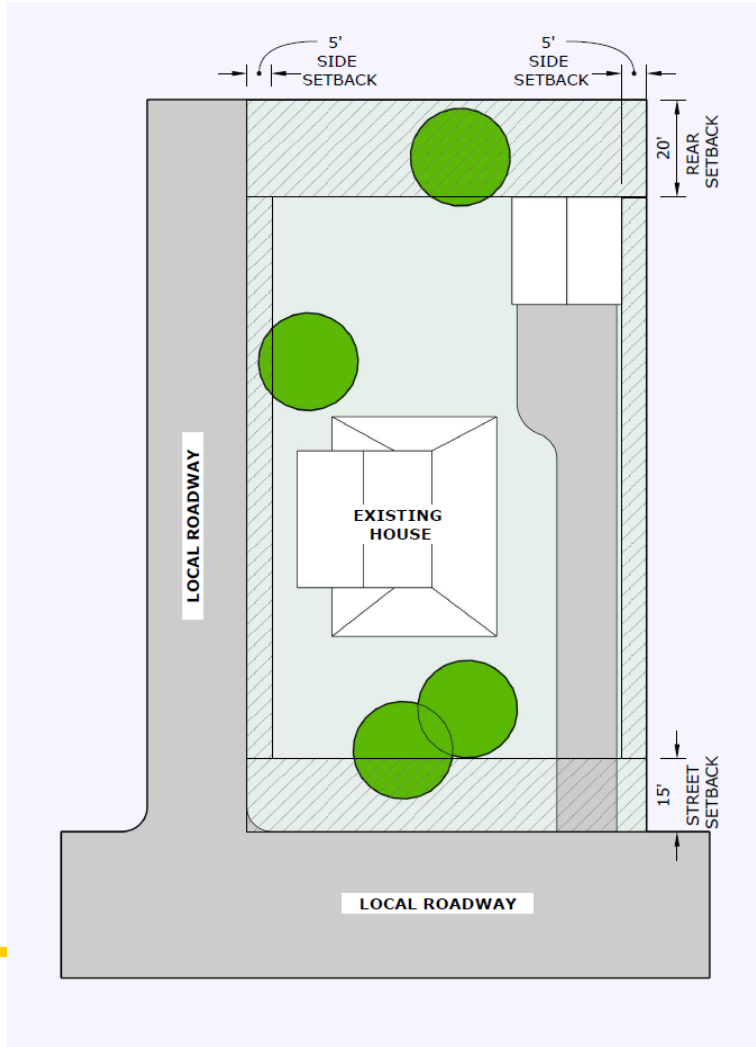 5'
SIDE
SETBACK
5'
SIDE
SETBACK
20'
REAR
SETBACK
LOCAL ROADWAY
EXISTING
HOUSE
15'
STREET
SETBACK
LOCAL ROADWAY